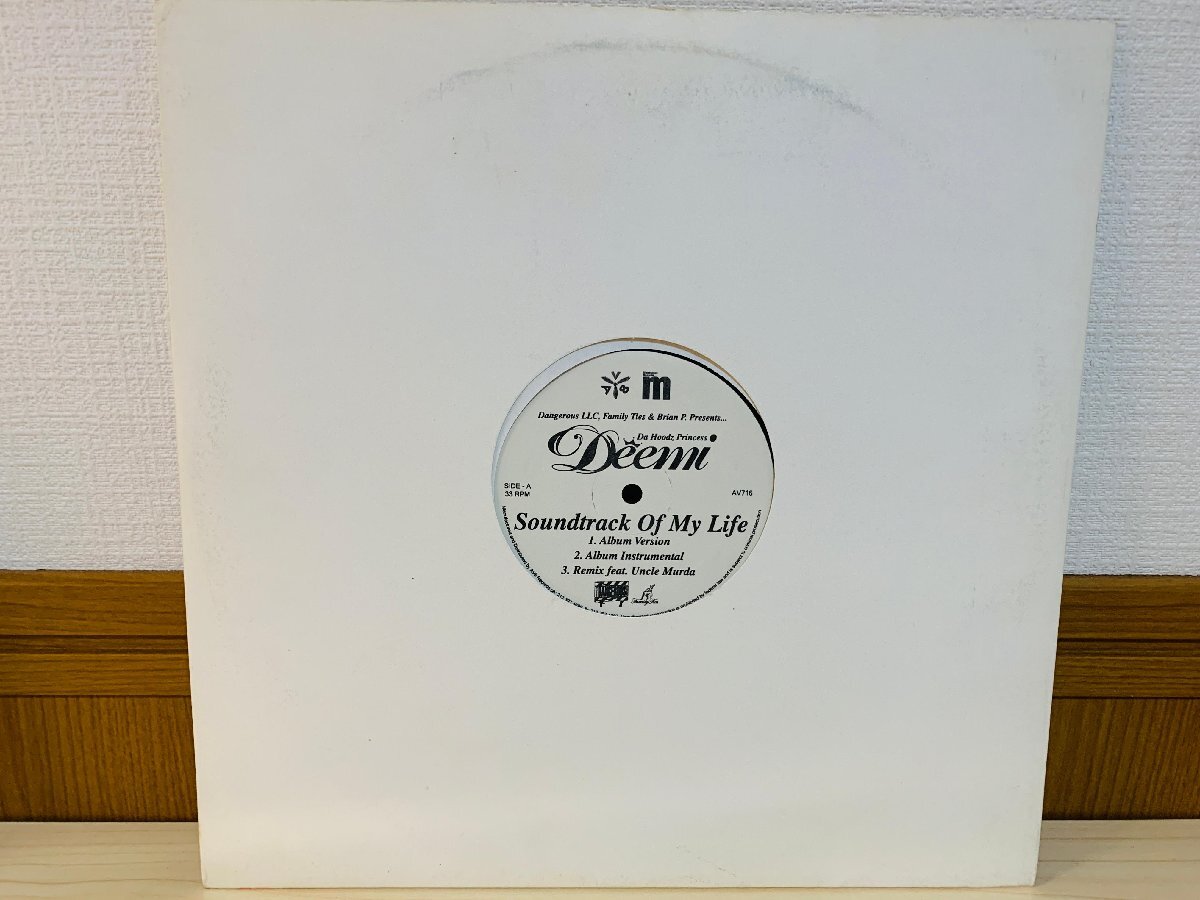 m
Dangerous LLC, Family Ties & Brian P. Presents...
Da Hoodz Princess
Deemi
SIDE - A
33 RPM
AV716
Soundtrack Of My Life
1. Album Version
2. Album Instrumental
3. Remix feat. Uncle Murda